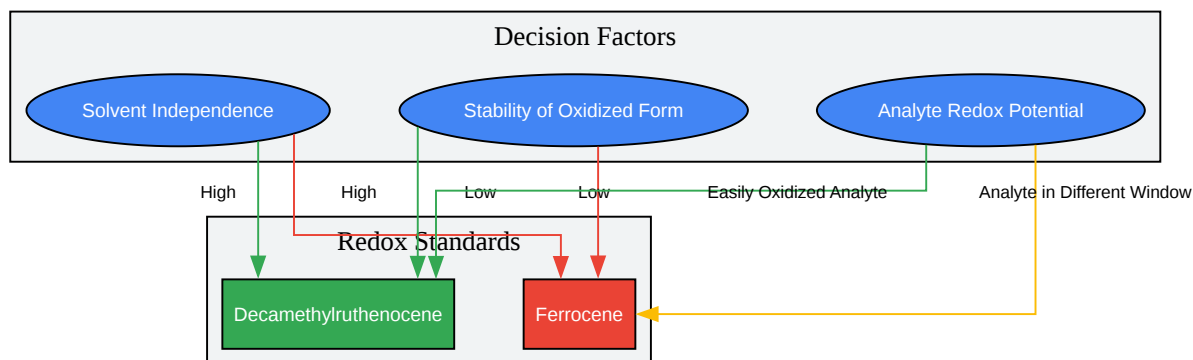 Decision Factors
Solvent Independence
Stability of Oxidized Form
Analyte Redox Potential
High
High
Low
Low
Easily Oxidized Analyte
Analyte in Different Window
Redox Standards
Decamethylruthenocene
Ferrocene